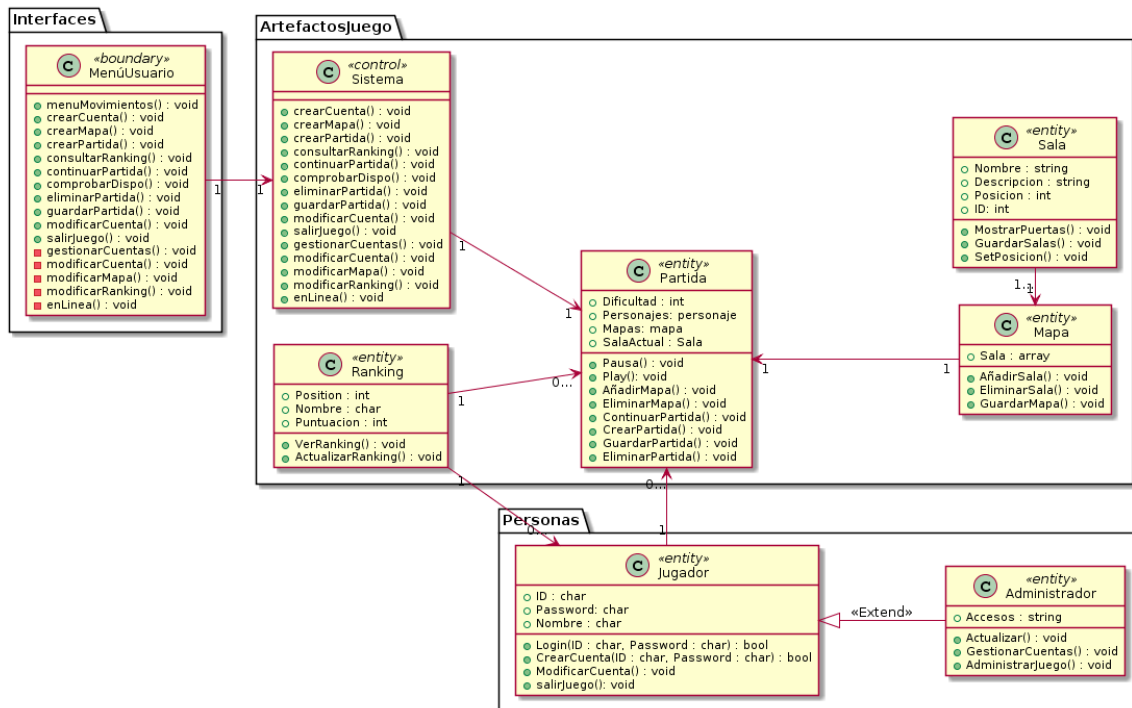 Interfaces
C «boundary»
MenúUsuario
menuMovimientos() : void
crearCuenta() : void
crearMapa() : void
crearPartida() : void
consultarRanking() : void
continuarPartida() : void
comprobarDispo() : void
eliminarPartida() : void
guardarPartida() : void
modificarCuenta() : void
salirJuego() : void
gestionarCuentas() : void
modificarCuenta() : void
modificarMapa() : void
modificarRanking() : void
enLinea() : void
1
1
ArtefactosJuego
C «control»
Sistema
crearCuenta() : void
crearMapa() : void
crearPartida() : void
consultarRanking() : void
continuarPartida() : void
comprobarDispo() : void
eliminarPartida() : void
guardarPartida() : void
modificarCuenta() : void
salirJuego() : void
gestionarCuentas() : void
modificarCuenta() : void
modificarMapa() : void
modificarRanking() : void
enLinea() : void
1
1
C «entity»
Ranking
Position : int
Nombre : char
Puntuacion : int
VerRanking() : void
ActualizarRanking() : void
1
0...
1
0...
C «entity»
Partida
Dificultad : int
Personajes: personaje
Mapas: mapa
SalaActual : Sala
Pausa() : void
Play(): void
AñadirMapa() : void
EliminarMapa() : void
ContinuarPartida() : void
CrearPartida() : void
GuardarPartida() : void
EliminarPartida() : void
0...
1
1
1
C «entity»
Sala
Nombre : string
Descripcion : string
Posicion : int
ID: int
MostrarPuertas() : void
GuardarSalas() : void
SetPosicion() : void
1...
1
C «entity»
Mapa
Sala : array
AñadirSala() : void
EliminarSala() : void
GuardarMapa() : void
Personas
C «entity»
Jugador
ID : char
Password: char
Nombre : char
Login(ID : char, Password : char) : bool
CrearCuenta(ID : char, Password : char) : bool
ModificarCuenta() : void
salirJuego(): void
«Extend»
C «entity»
Administrador
Accesos : string
Actualizar() : void
GestionarCuentas() : void
AdministrarJuego() : void